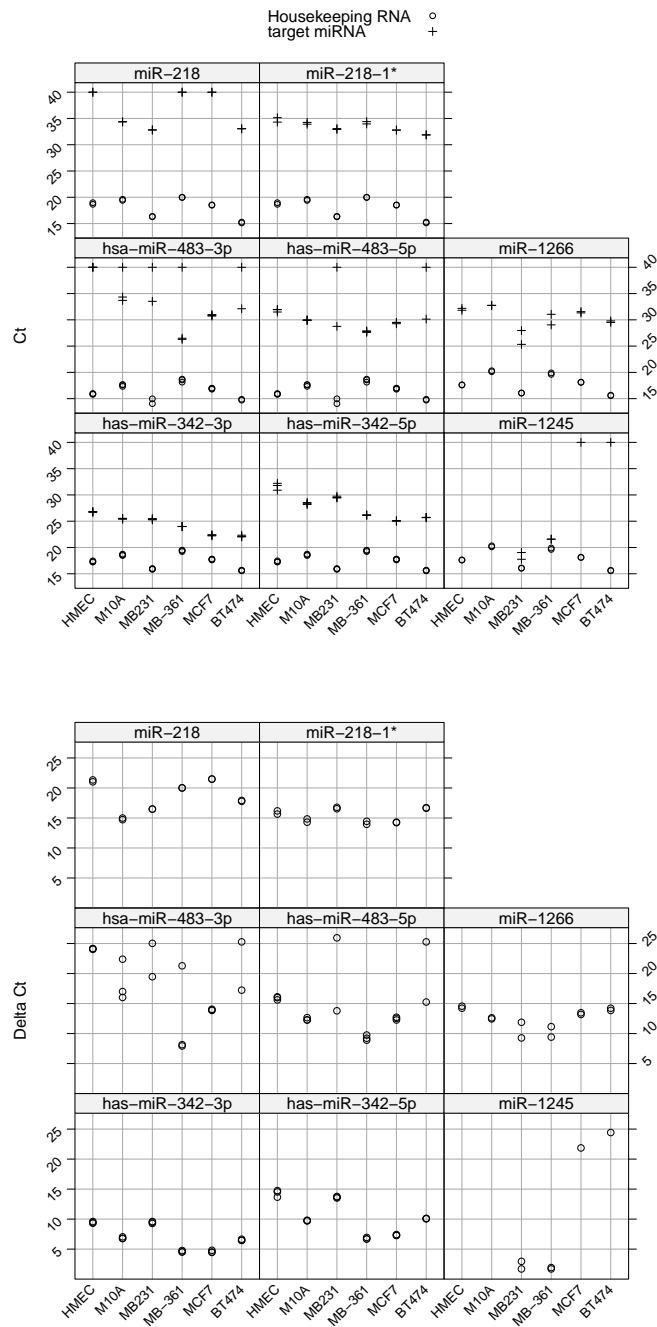 Housekeeping RNA
target miRNA
miR−218
miR−218−1*
40
35
30
20
15
hsa−miR−483−3p
has−miR−483−5p
miR−1266
40
35
30
25
20
15
Ct
has−miR−342−3p
has−miR−342−5p
miR−1245
40
35
30
25
20
15
HMEC
M10A
MB231
MB−361
MCF7
BT474
HMEC
M10A
MB231
MB−361
MCF7
BT474
HMEC
M10A
MB231
MB−361
MCF7
BT474
miR−218
miR−218−1*
25
20
15
5
hsa−miR−483−3p
has−miR−483−5p
miR−1266
25
20
15
10
5
Delta Ct
has−miR−342−3p
has−miR−342−5p
miR−1245
25
20
15
10
5
HMEC
M10A
MB231
MB−361
MCF7
BT474
HMEC
M10A
MB231
MB−361
MCF7
BT474
HMEC
M10A
MB231
MB−361
MCF7
BT474